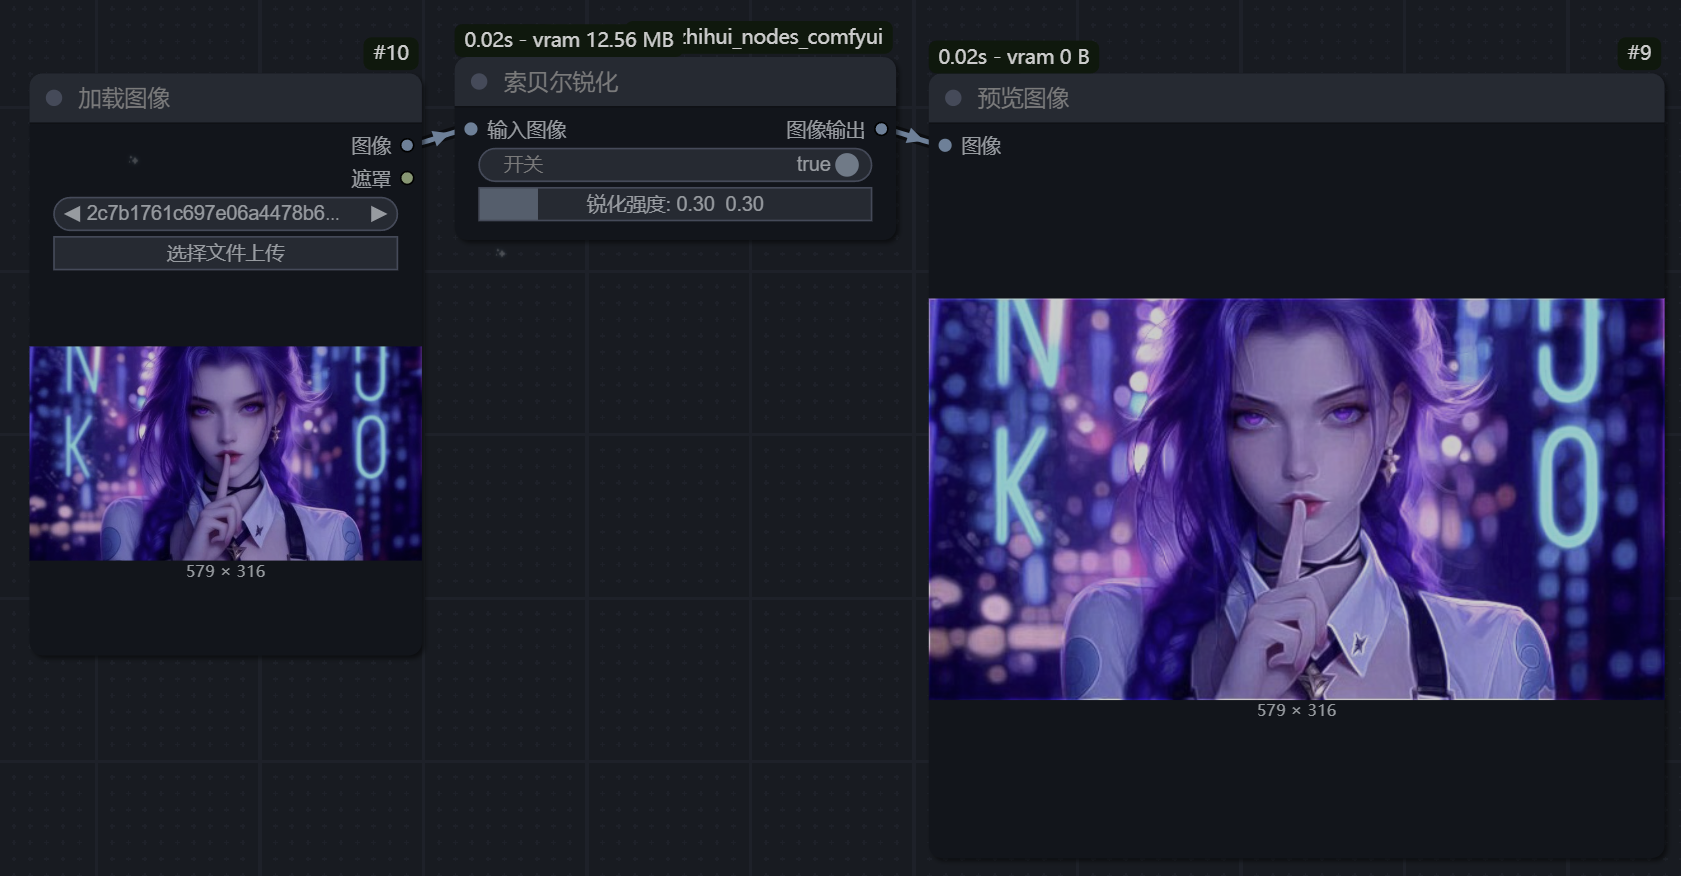 #10
加载图像
图像
遮罩
2c7b1761c697e06a4478b6...
选择文件上传
N
K
J
O
579 × 316
0.02s - vram 12.56 MB
hihui_nodes_comfyui
索贝尔锐化
输入图像
图像输出
开关
true
锐化强度: 0.30 0.30
0.02s - vram 0 B
#9
预览图像
图像
N
K
J
O
579 × 316